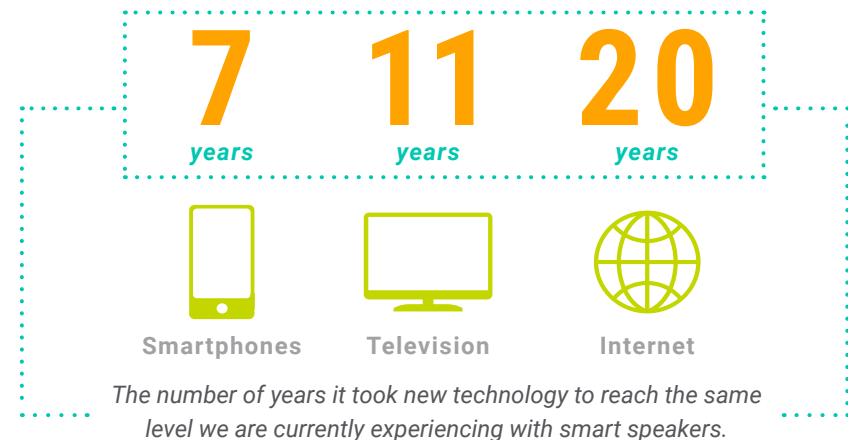 7 11 20
years years years
Smartphones Television Internet
The number of years it took new technology to reach the same
level we are currently experiencing with smart speakers.